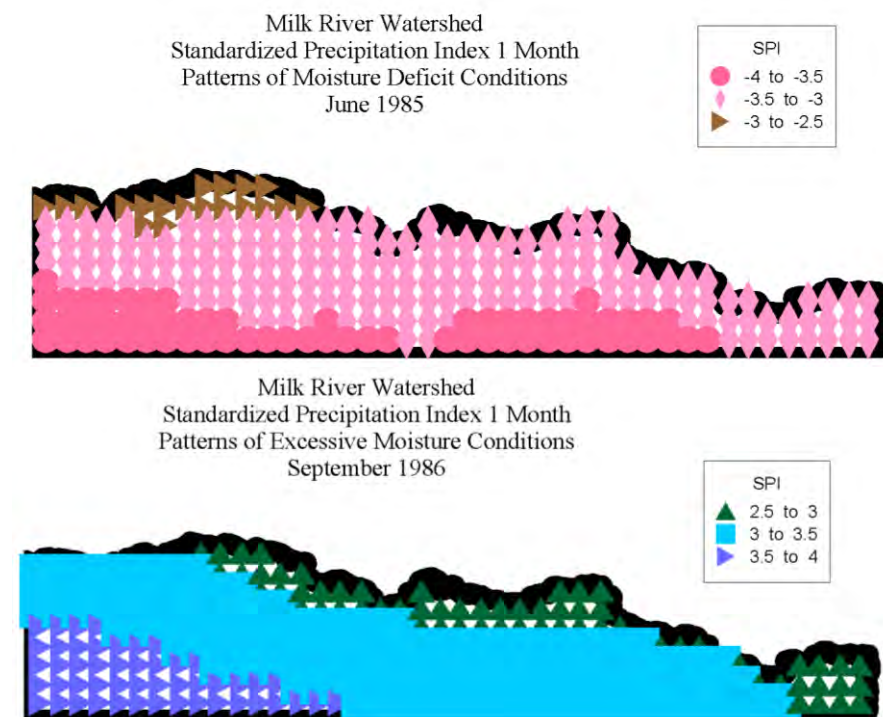 Milk River Watershed
Standardized Precipitation Index 1 Month
Patterns of Moisture Deficit Conditions
June 1985
SPI
-4 to -3.5
-3.5 to -3
-3 to -2.5
Milk River Watershed
Standardized Precipitation Index 1 Month
Patterns of Excessive Moisture Conditions
September 1986
SPI
2.5 to 3
3 to 3.5
3.5 to 4